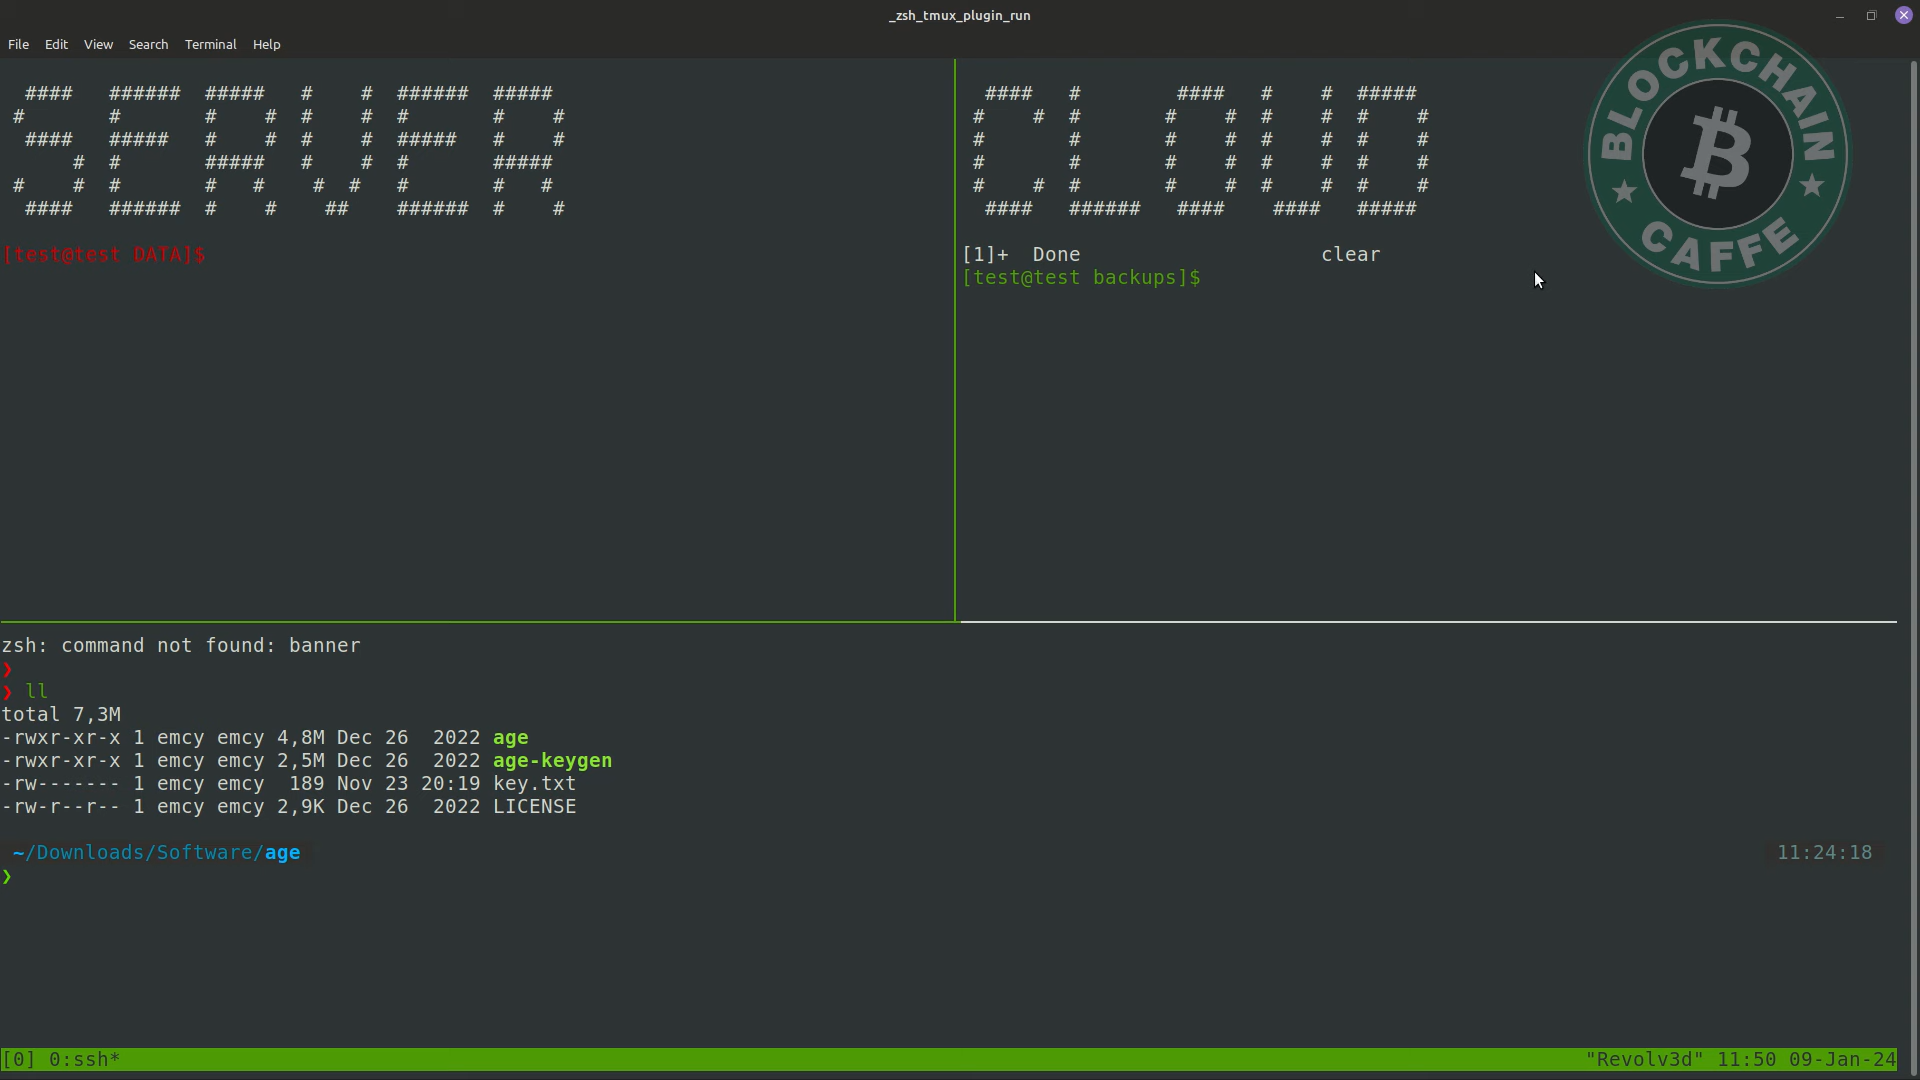 _zsh_tmux_plugin_run
File Edit View Search Terminal Help
SERVER
[test@test DATA]$
CLOUD
[1]+ Done clear
[test@test backups]$
BLOCKCHAIN
CAFFE
zsh: command not found: banner
❯
❯ ll
total 7,3M
-rwxr-xr-x 1 emcy emcy 4,8M Dec 26 2022 age
-rwxr-xr-x 1 emcy emcy 2,5M Dec 26 2022 age-keygen
-rw------- 1 emcy emcy 189 Nov 23 20:19 key.txt
-rw-r--r-- 1 emcy emcy 2,9K Dec 26 2022 LICENSE
~/Downloads/Software/age 11:24:18
❯
[0] 0:ssh* "Revolv3d" 11:50 09-Jan-24